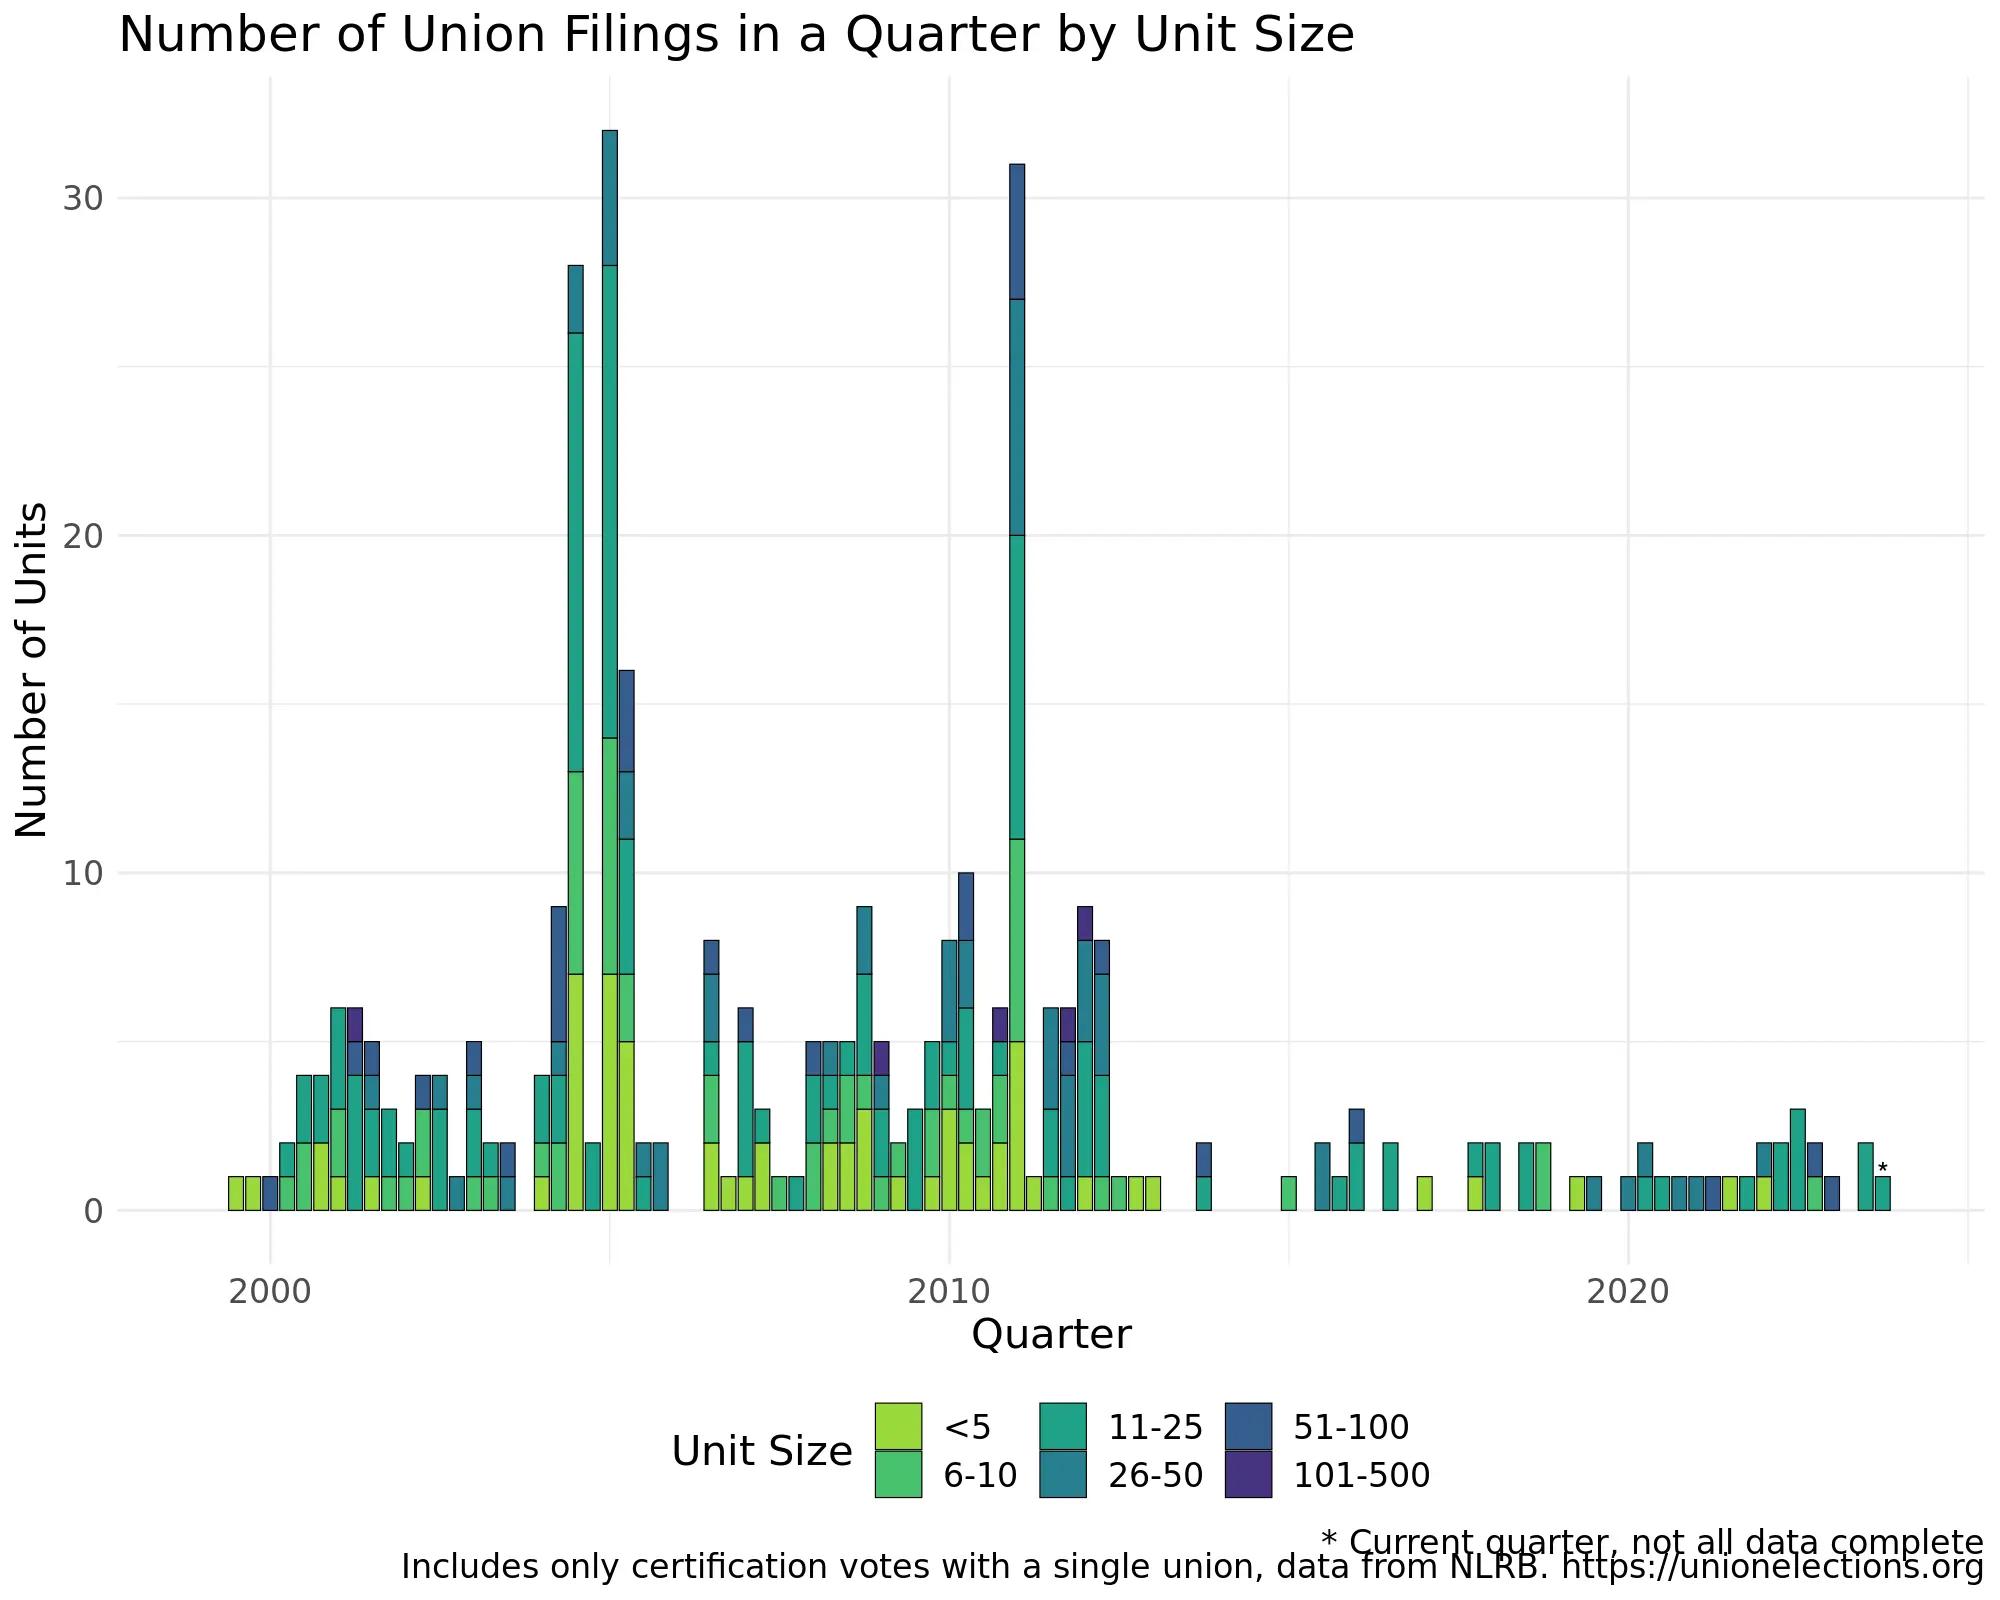 Number of Union Filings in a Quarter by Unit Size
Number of Units
30
20
10
0
*
2000 2010 2020
Quarter
Unit Size
<5 11-25 51-100
6-10 26-50 101-500
* Current quarter, not all data complete
Includes only certification votes with a single union, data from NLRB. https://unionelections.org